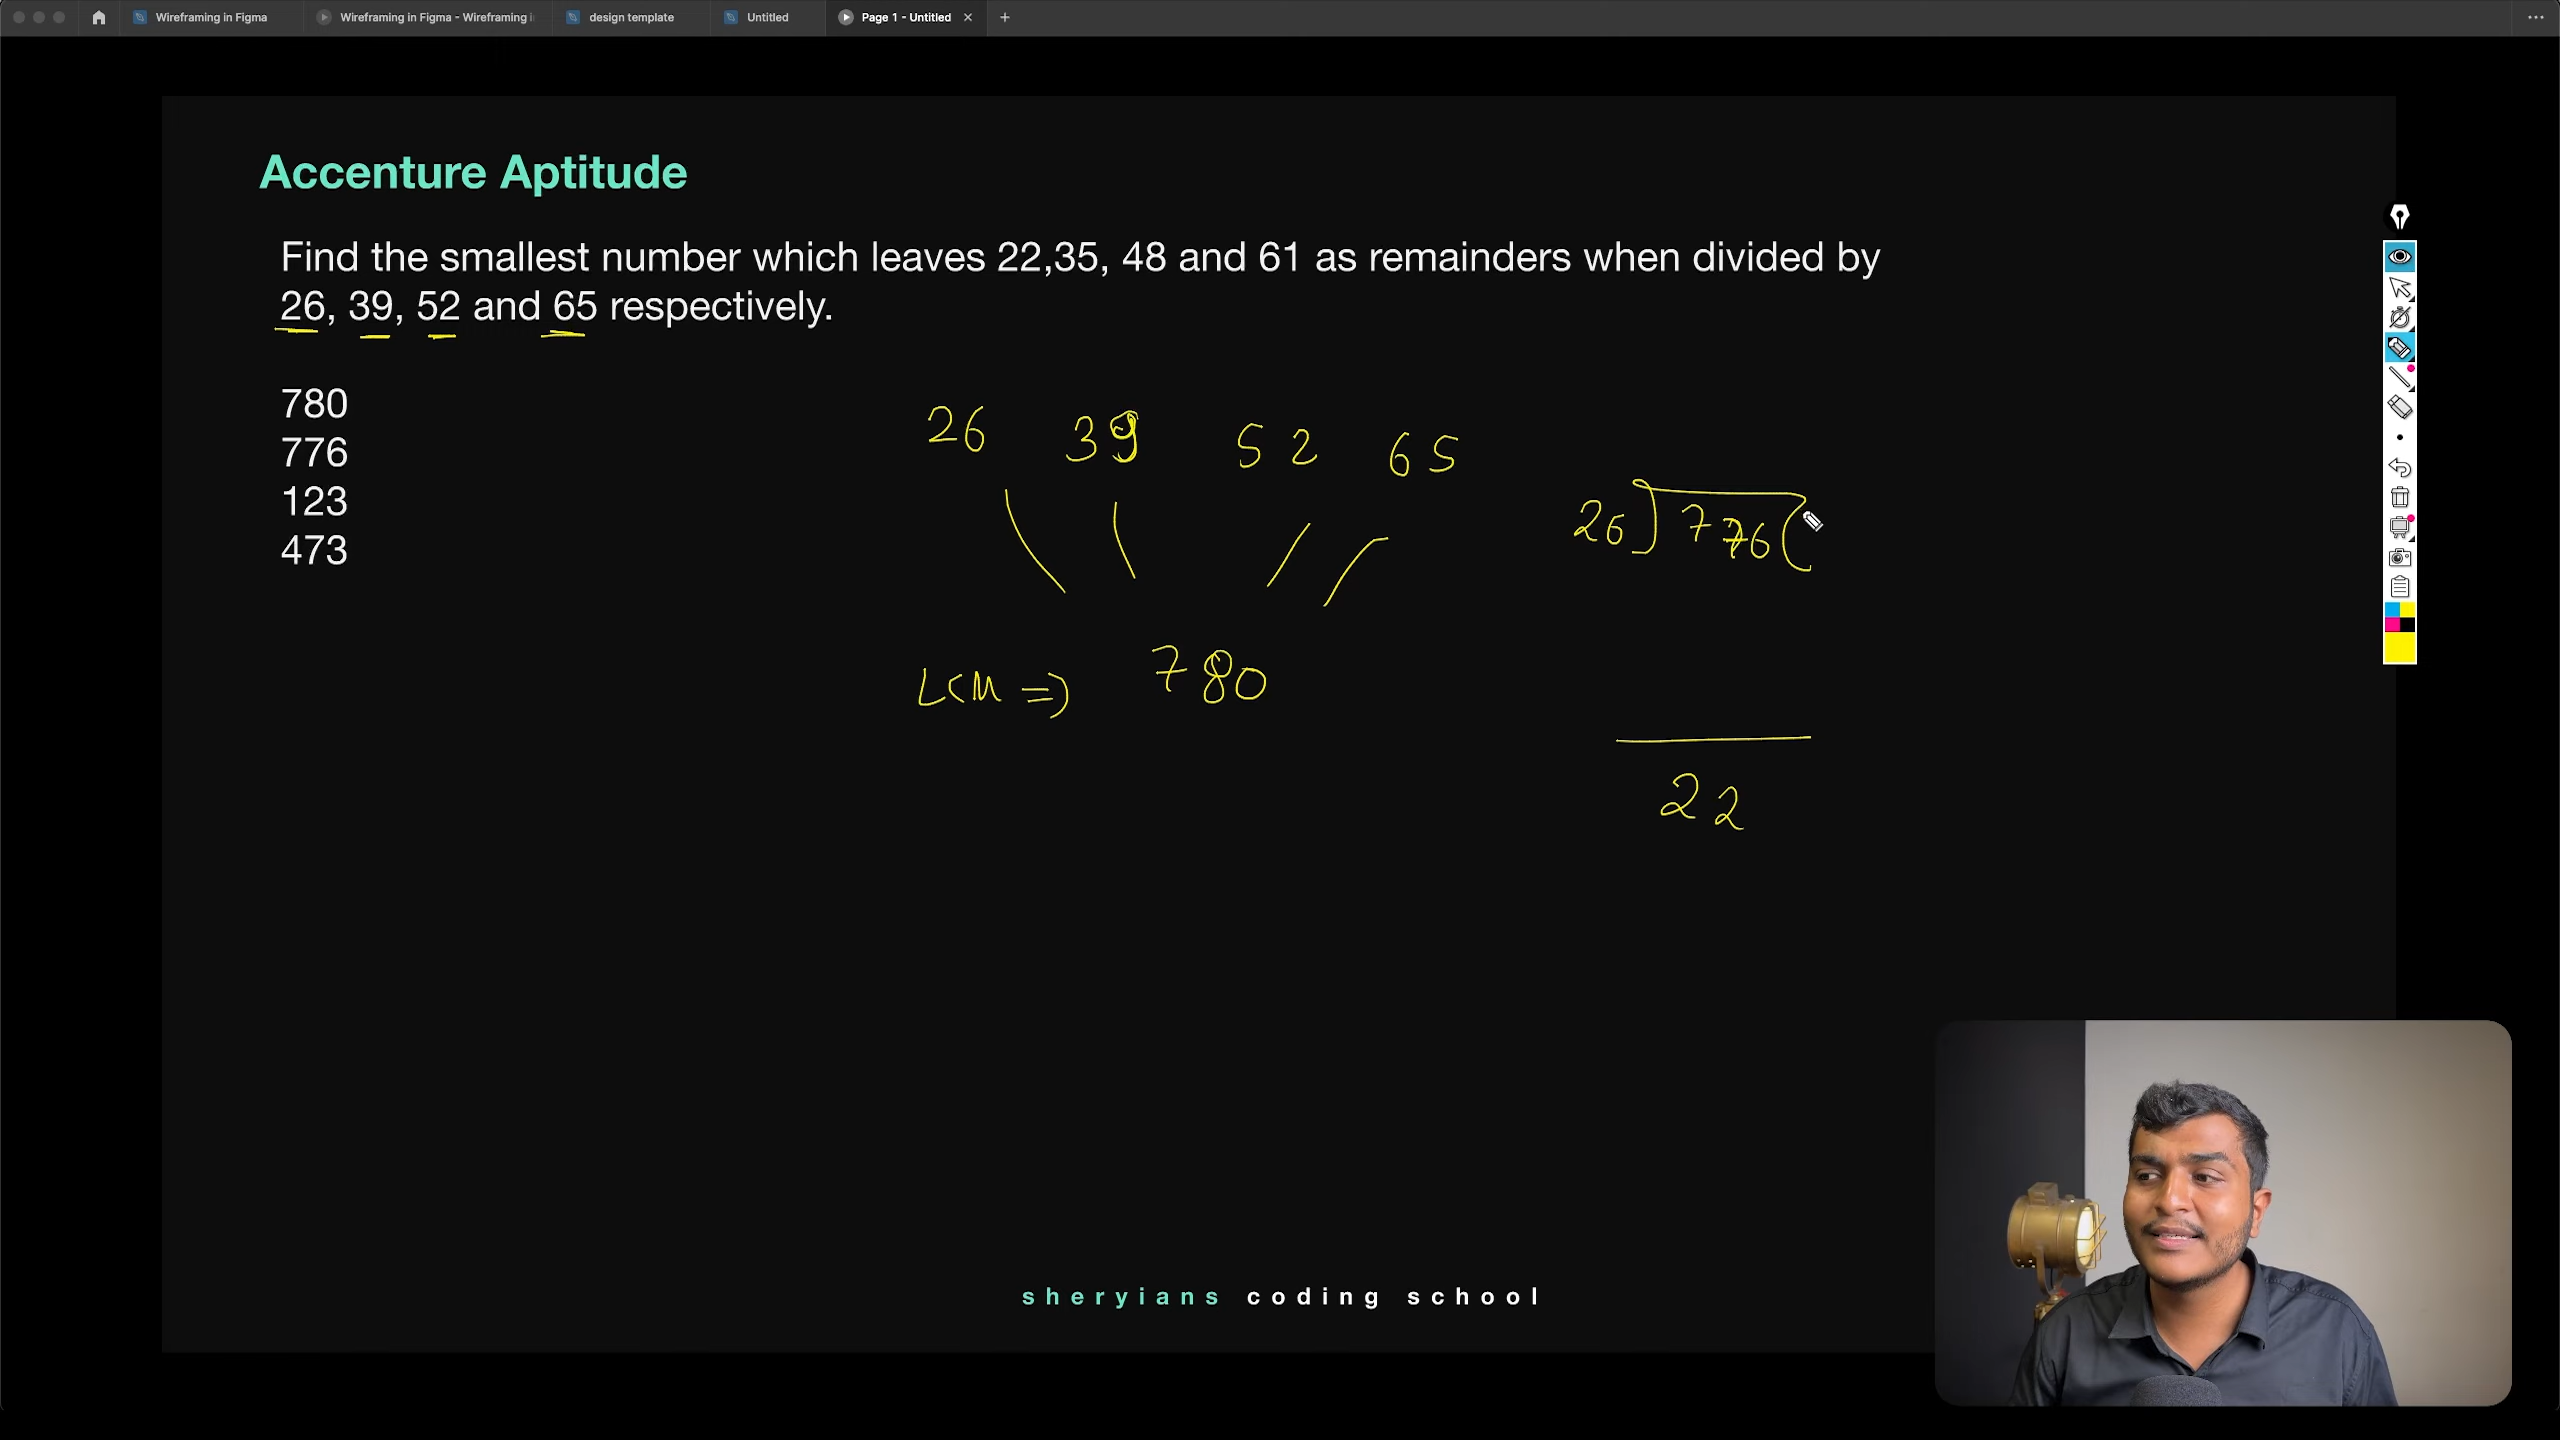 Wireframing in Figma
Wireframing in Figma - Wireframing i
design template
Untitled
Page 1 - Untitled
Accenture Aptitude
Find the smallest number which leaves 22,35, 48 and 61 as remainders when divided by
26, 39, 52 and 65 respectively.
780
776
123
473
26 39 52 65
26) 776(
LCM => 780
22
sheryians coding school